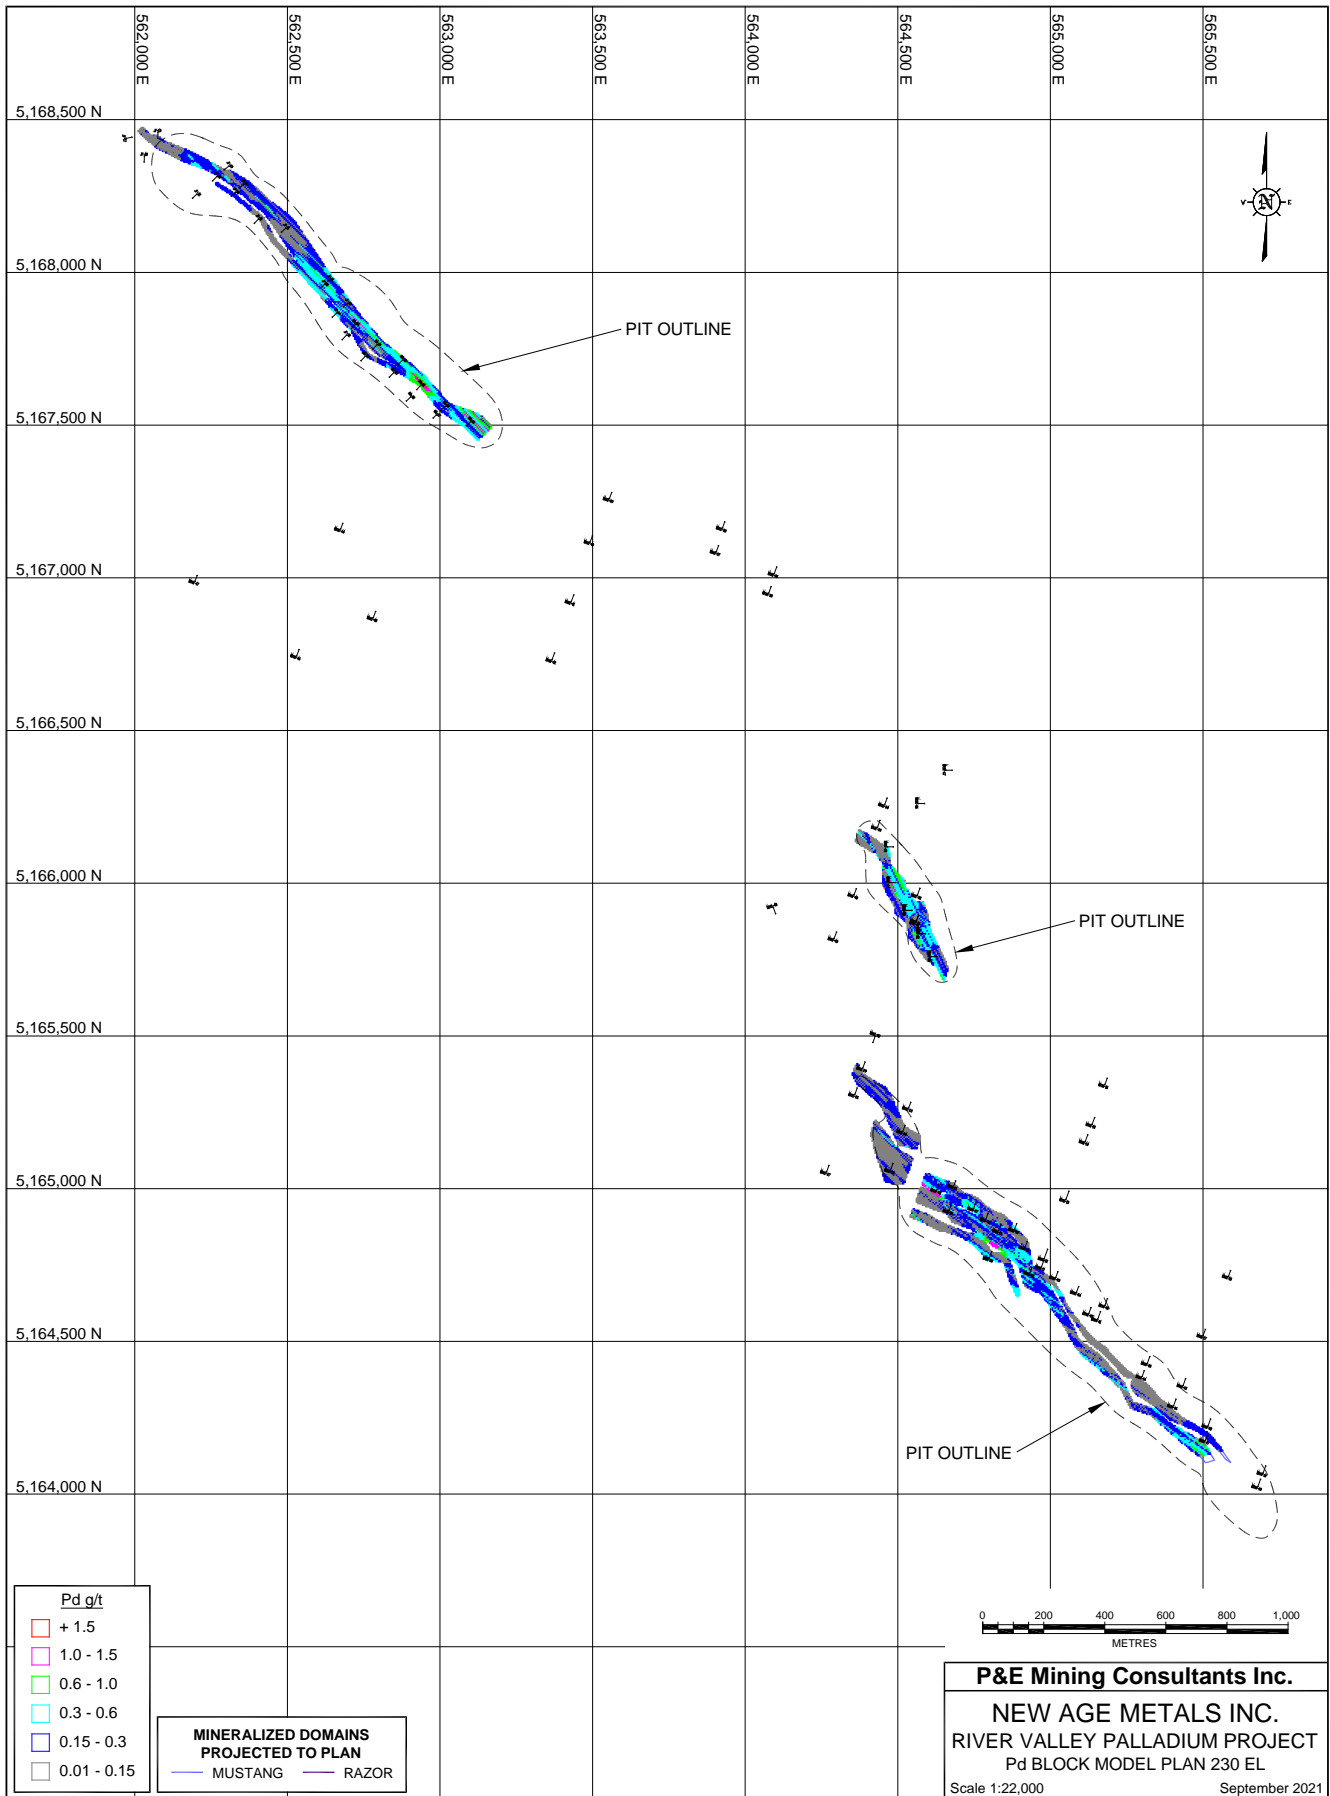 562,000 E
562,500 E
563,000 E
563,500 E
564,000 E
564,500 E
565,000 E
565,500 E
5,168,500 N
N
E
5,168,000 N
PIT OUTLINE
5,167,500 N
5,167,000 N
5,166,500 N
5,166,000 N
PIT OUTLINE
5,165,500 N
5,165,000 N
5,164,500 N
PIT OUTLINE
5,164,000 N
Pd g/t
+ 1.5
1.0 - 1.5
0.6 - 1.0
0.3 - 0.6
0.15 - 0.3
0.01 - 0.15
MINERALIZED DOMAINS
PROJECTED TO PLAN
MUSTANG RAZOR
0 200 400 600 800 1,000
METRES
P&E Mining Consultants Inc.
NEW AGE METALS INC.
RIVER VALLEY PALLADIUM PROJECT
Pd BLOCK MODEL PLAN 230 EL
Scale 1:22,000 September 2021